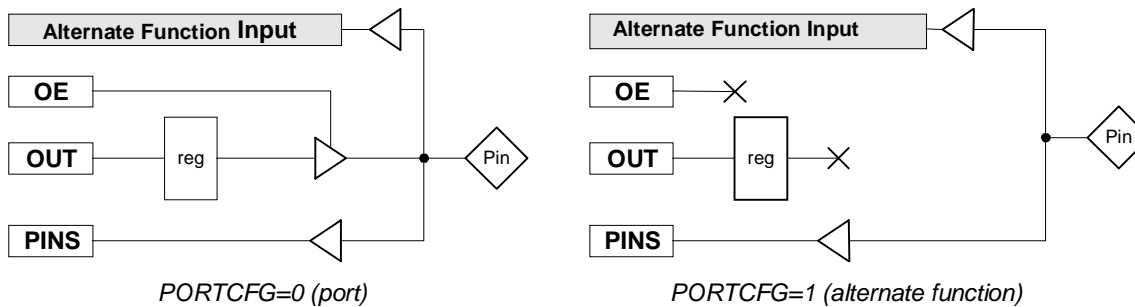 Alternate Function Input
OE
OUT
reg
Pin
PINS
PORTCFG=0 (port)
Alternate Function Input
OE
OUT
reg
Pin
PINS
PORTCFG=1 (alternate function)